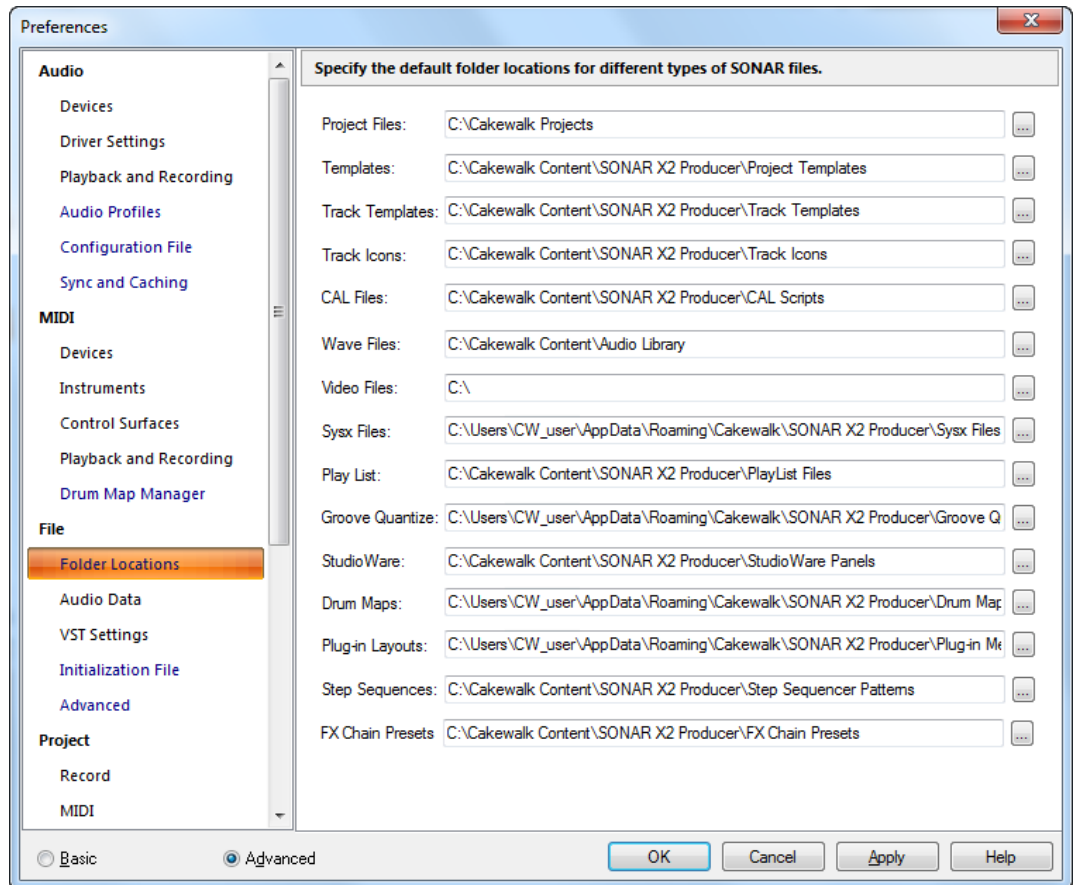 Preferences
Audio
Devices
Driver Settings
Playback and Recording
Audio Profiles
Configuration File
Sync and Caching
MIDI
Devices
Instruments
Control Surfaces
Playback and Recording
Drum Map Manager
File
Folder Locations
Audio Data
VST Settings
Initialization File
Advanced
Project
Record
MIDI
Basic
Advanced
Specify the default folder locations for different types of SONAR files.
Project Files: C:\Cakewalk Projects ...
Templates: C:\Cakewalk Content\SONAR X2 Producer\Project Templates ...
Track Templates: C:\Cakewalk Content\SONAR X2 Producer\Track Templates ...
Track Icons: C:\Cakewalk Content\SONAR X2 Producer\Track Icons ...
CAL Files: C:\Cakewalk Content\SONAR X2 Producer\CAL Scripts ...
Wave Files: C:\Cakewalk Content\Audio Library ...
Video Files: C:\ ...
Sysx Files: C:\Users\CW_user\AppData\Roaming\Cakewalk\SONAR X2 Producer\Sysx Files ...
Play List: C:\Cakewalk Content\SONAR X2 Producer\PlayList Files ...
Groove Quantize: C:\Users\CW_user\AppData\Roaming\Cakewalk\SONAR X2 Producer\Groove Q ...
StudioWare: C:\Cakewalk Content\SONAR X2 Producer\StudioWare Panels ...
Drum Maps: C:\Users\CW_user\AppData\Roaming\Cakewalk\SONAR X2 Producer\Drum Map ...
Plug-in Layouts: C:\Users\CW_user\AppData\Roaming\Cakewalk\SONAR X2 Producer\Plug-in Me ...
Step Sequences: C:\Cakewalk Content\SONAR X2 Producer\Step Sequencer Patterns ...
FX Chain Presets C:\Cakewalk Content\SONAR X2 Producer\FX Chain Presets ...
OK Cancel Apply Help